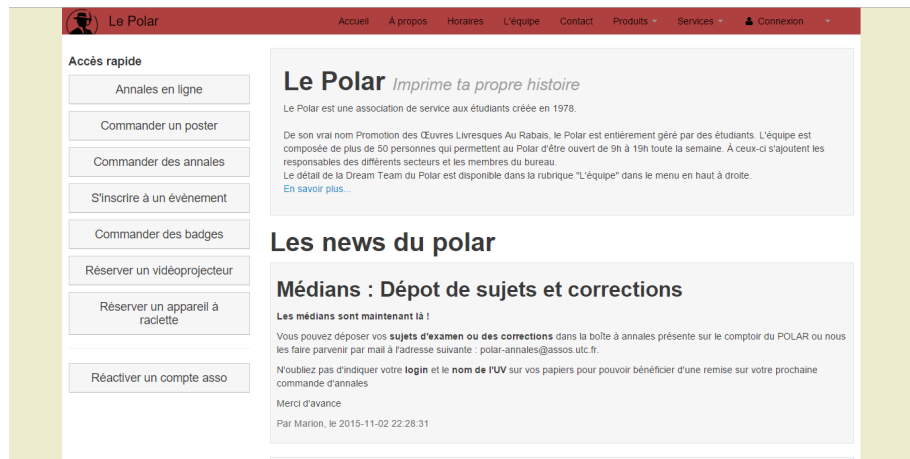 Le Polar
Accueil À propos Horaires L'équipe Contact Produits Services Connexion
Accès rapide
Annales en ligne
Commander un poster
Commander des annales
S'inscrire à un évènement
Commander des badges
Réserver un vidéoprojecteur
Réserver un appareil à
raclette
Réactiver un compte asso
Le Polar Imprime ta propre histoire
Le Polar est une association de service aux étudiants créée en 1978.
De son vrai nom Promotion des Œuvres Livresques Au Rabais, le Polar est entièrement géré par des étudiants. L'équipe est
composée de plus de 50 personnes qui permettent au Polar d'être ouvert de 9h à 19h toute la semaine. À ceux-ci s'ajoutent les
responsables des différents secteurs et les membres du bureau.
Le détail de la Dream Team du Polar est disponible dans la rubrique "L'équipe" dans le menu en haut à droite.
En savoir plus...
Les news du polar
Médians : Dépot de sujets et corrections
Les médians sont maintenant là !
Vous pouvez déposer vos sujets d'examen ou des corrections dans la boîte à annales présente sur le comptoir du POLAR ou nous
les faire parvenir par mail à l'adresse suivante : polar-annales@assos.utc.fr.
N'oubliez pas d'indiquer votre login et le nom de l'UV sur vos papiers pour pouvoir bénéficier d'une remise sur votre prochaine
commande d'annales
Merci d'avance
Par Marion, le 2015-11-02 22:28:31